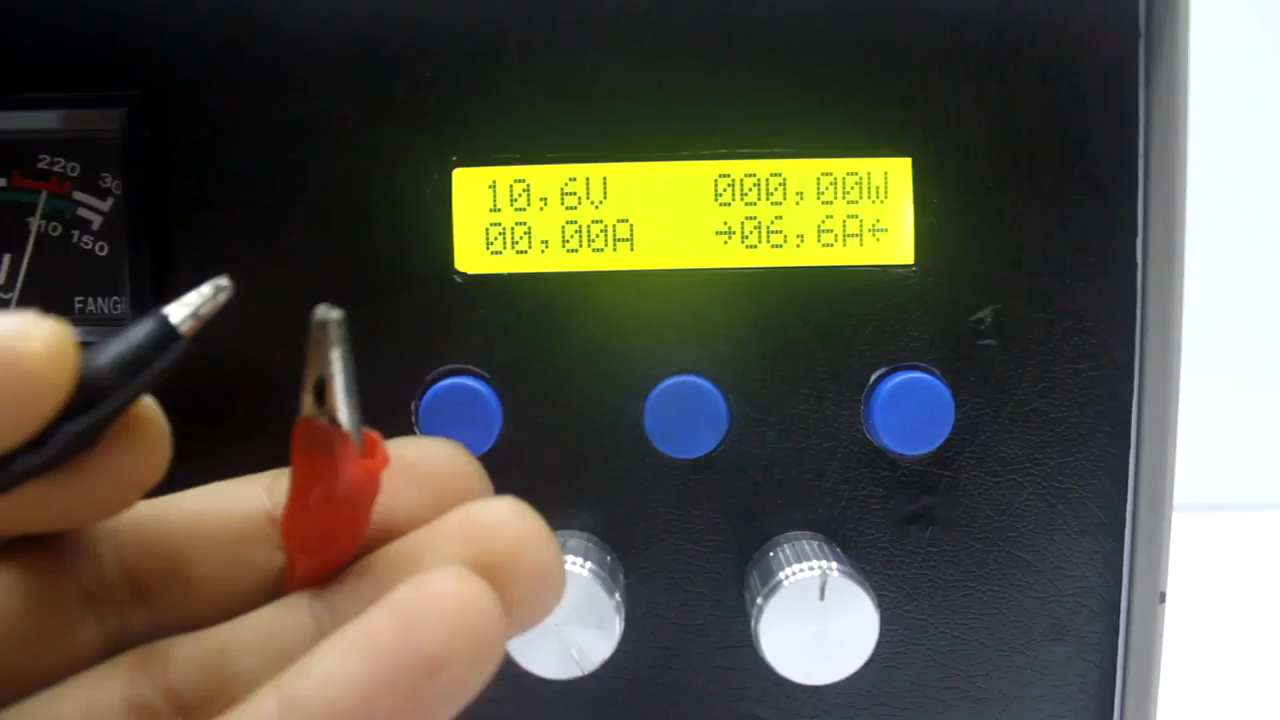 10,6V 000,00W
00,00A →06,6A←
220
110 150
FANG